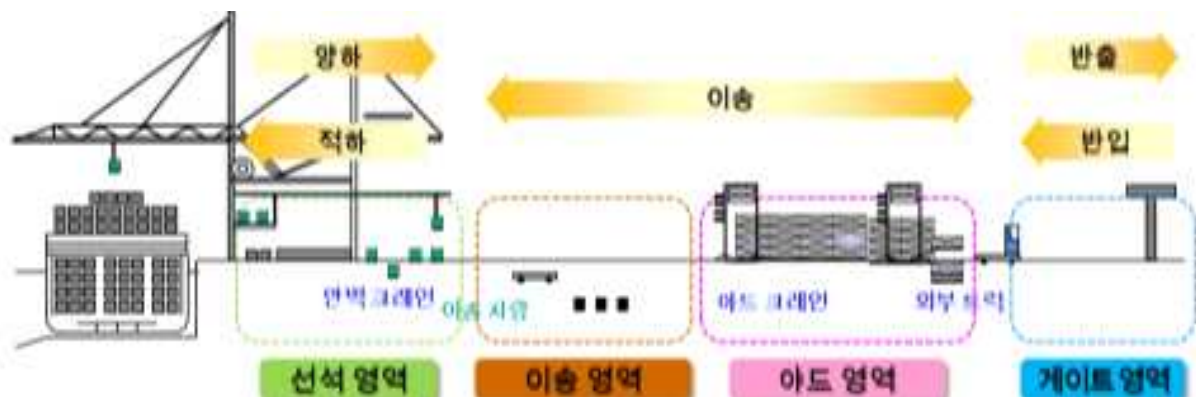 양하
반출
이송
적하
반입
안벽크레인
이송 차량
야드 크레인
외부 트럭
선석 영역
이송 영역
야드 영역
게이트 영역